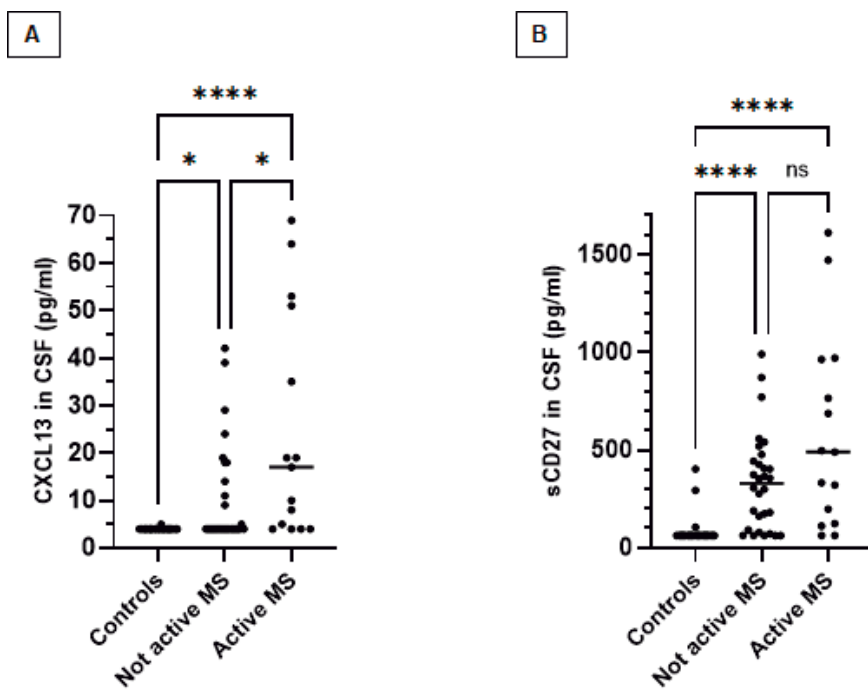 A
****
* *
CXCL13 in CSF (pg/ml)
70
60
50
40
30
20
10
0
Controls
Not active MS
Active MS
B
****
**** ns
sCD27 in CSF (pg/ml)
1500
1000
500
0
Controls
Not active MS
Active MS